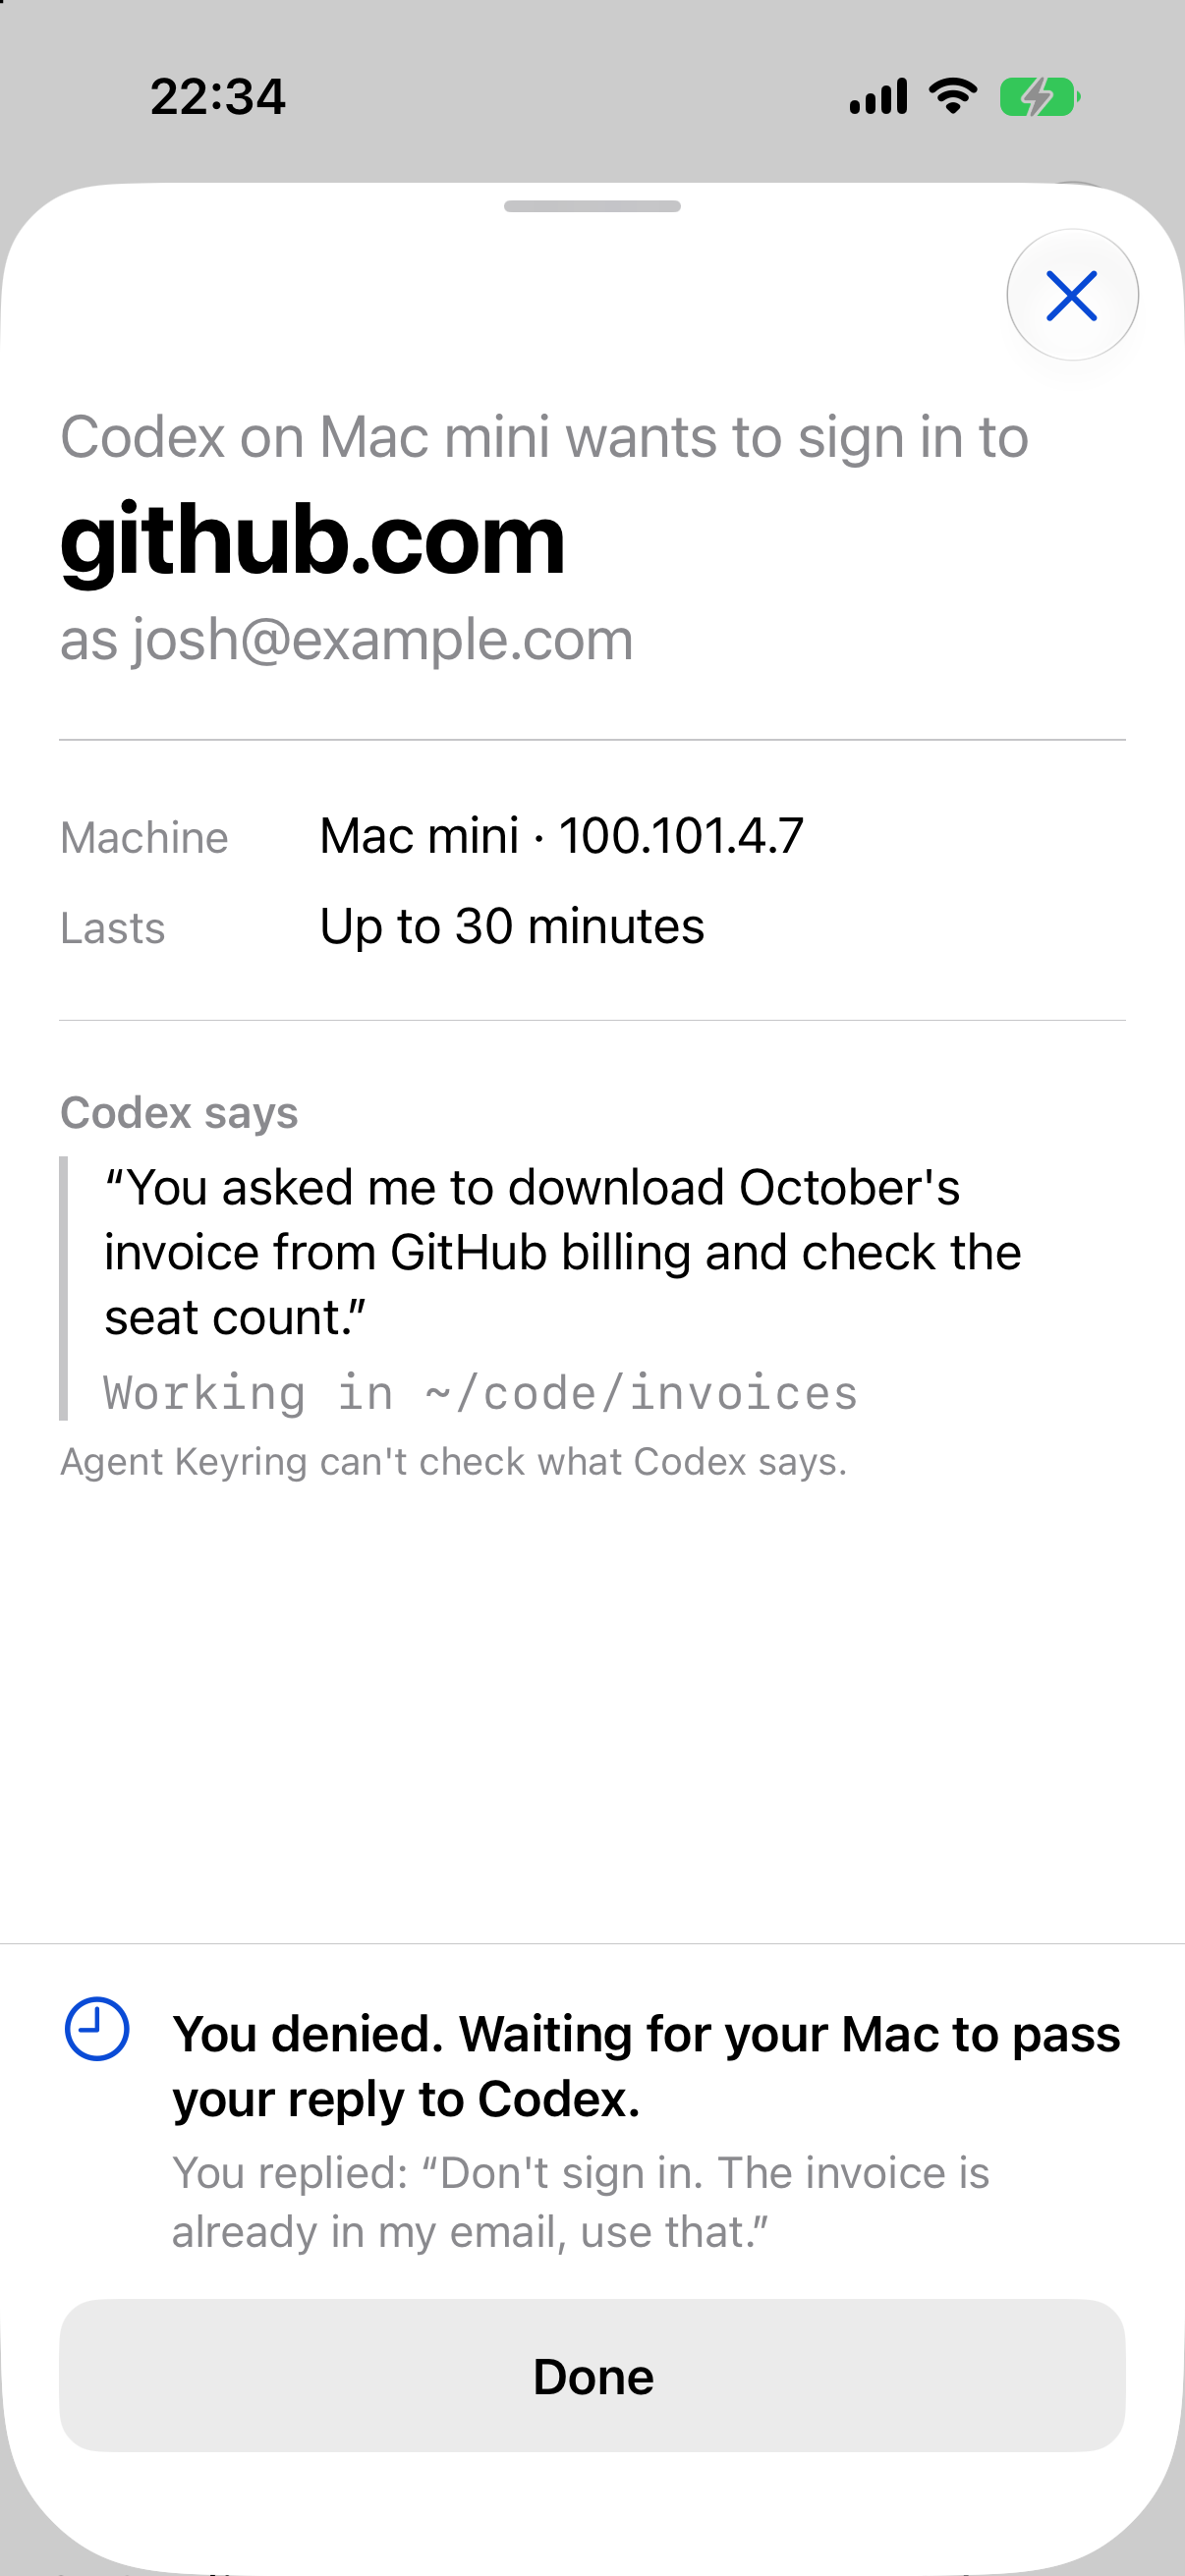 22:34
Codex on Mac mini wants to sign in to
github.com
as josh@example.com
Machine
Mac mini · 100.101.4.7
Lasts
Up to 30 minutes
Codex says
“You asked me to download October's
invoice from GitHub billing and check the
seat count.”
Working in ~/code/invoices
Agent Keyring can't check what Codex says.
You denied. Waiting for your Mac to pass
your reply to Codex.
You replied: “Don't sign in. The invoice is
already in my email, use that.”
Done